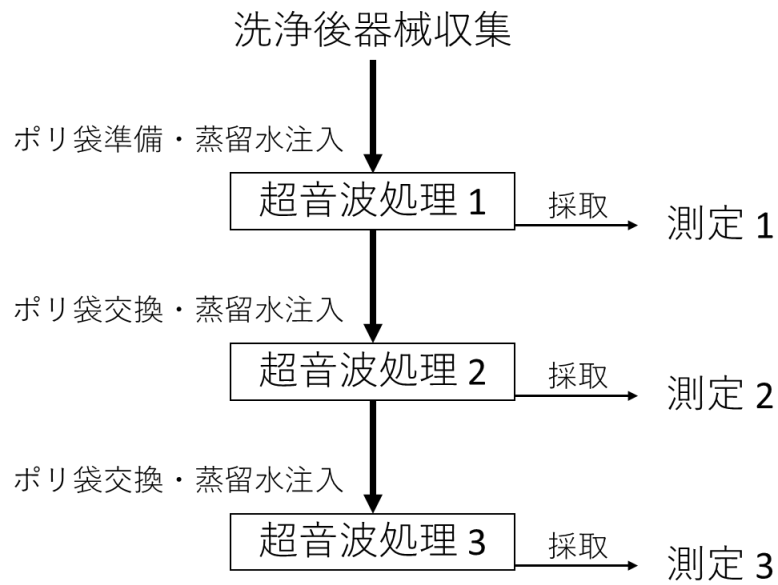 洗浄後器械収集
ポリ袋準備・蒸留水注入
超音波処理 1
採取
測定 1
ポリ袋交換・蒸留水注入
超音波処理 2
採取
測定 2
ポリ袋交換・蒸留水注入
超音波処理 3
採取
測定 3